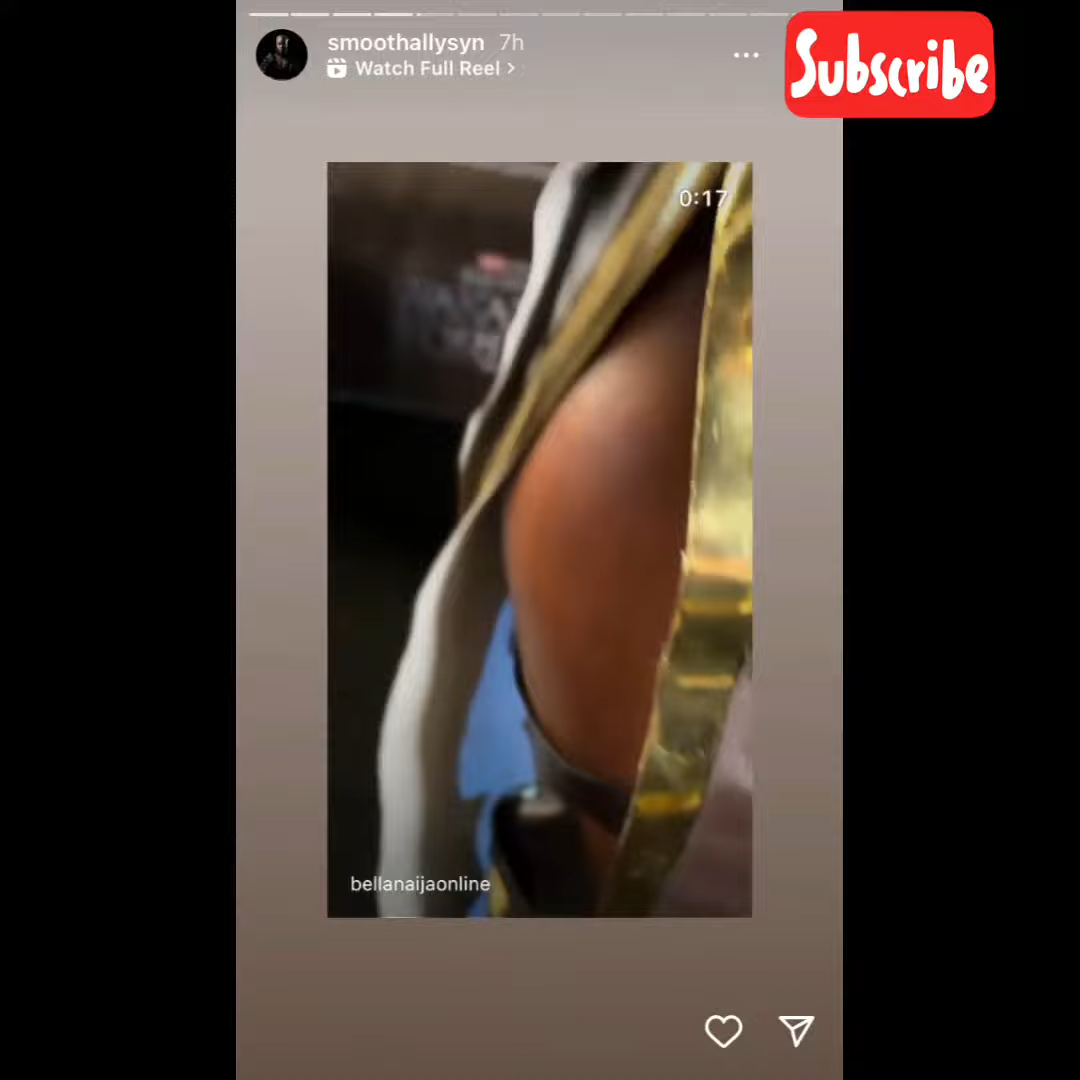 smoothallysyn 7h
Watch Full Reel >
Subscribe
0:17
bellanaijaonline